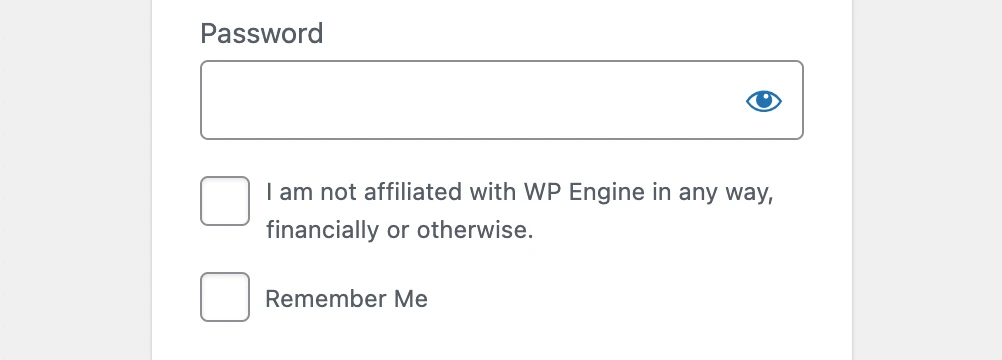 Password
I am not affiliated with WP Engine in any way,
financially or otherwise.
Remember Me